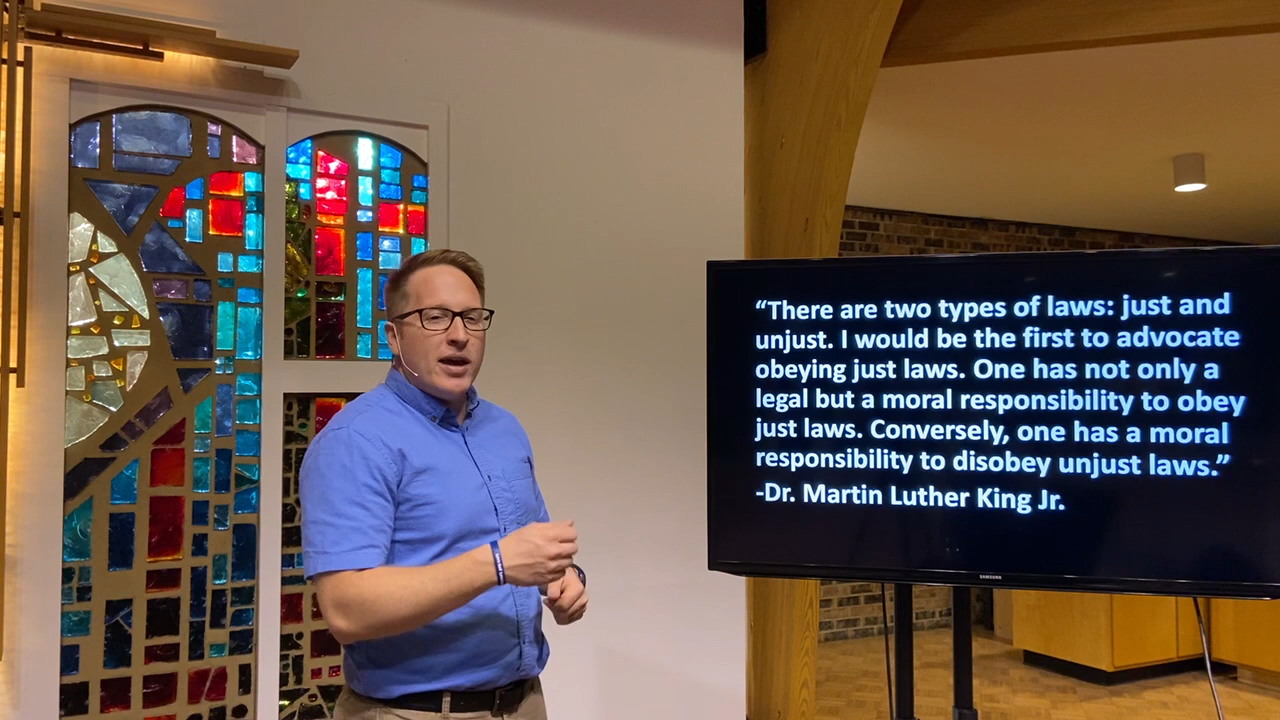 “There are two types of laws: just and
unjust. I would be the first to advocate
obeying just laws. One has not only a
legal but a moral responsibility to obey
just laws. Conversely, one has a moral
responsibility to disobey unjust laws.”
-Dr. Martin Luther King Jr.
SAMSUNG